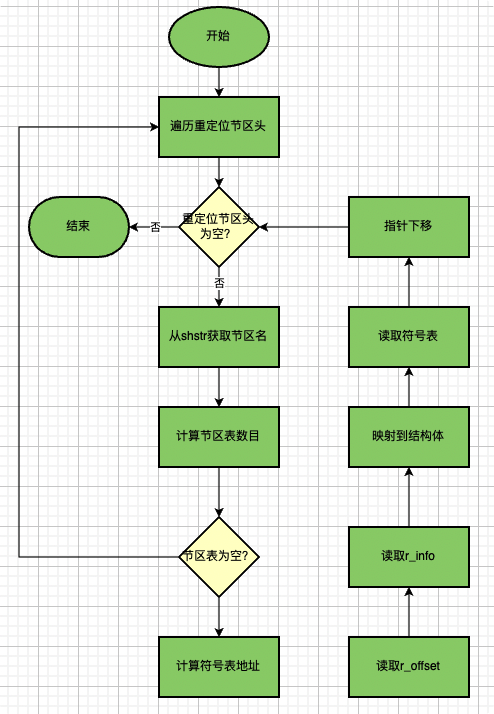 开始
遍历重定位节区头
重定位节区头
为空?
否
结束
否
从shstr获取节区名
计算节区表数目
节区表为空?
计算符号表地址
读取r_offset
读取r_info
映射到结构体
读取符号表
指针下移